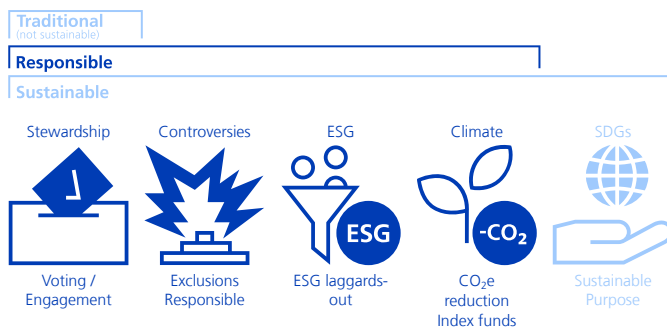 Traditional
(not sustainable)
Responsible
Sustainable
Stewardship
Controversies
ESG
Climate
SDGs
ESG
-CO₂
Voting /
Engagement
Exclusions
Responsible
ESG laggards-
out
CO₂e
reduction
Index funds
Sustainable
Purpose